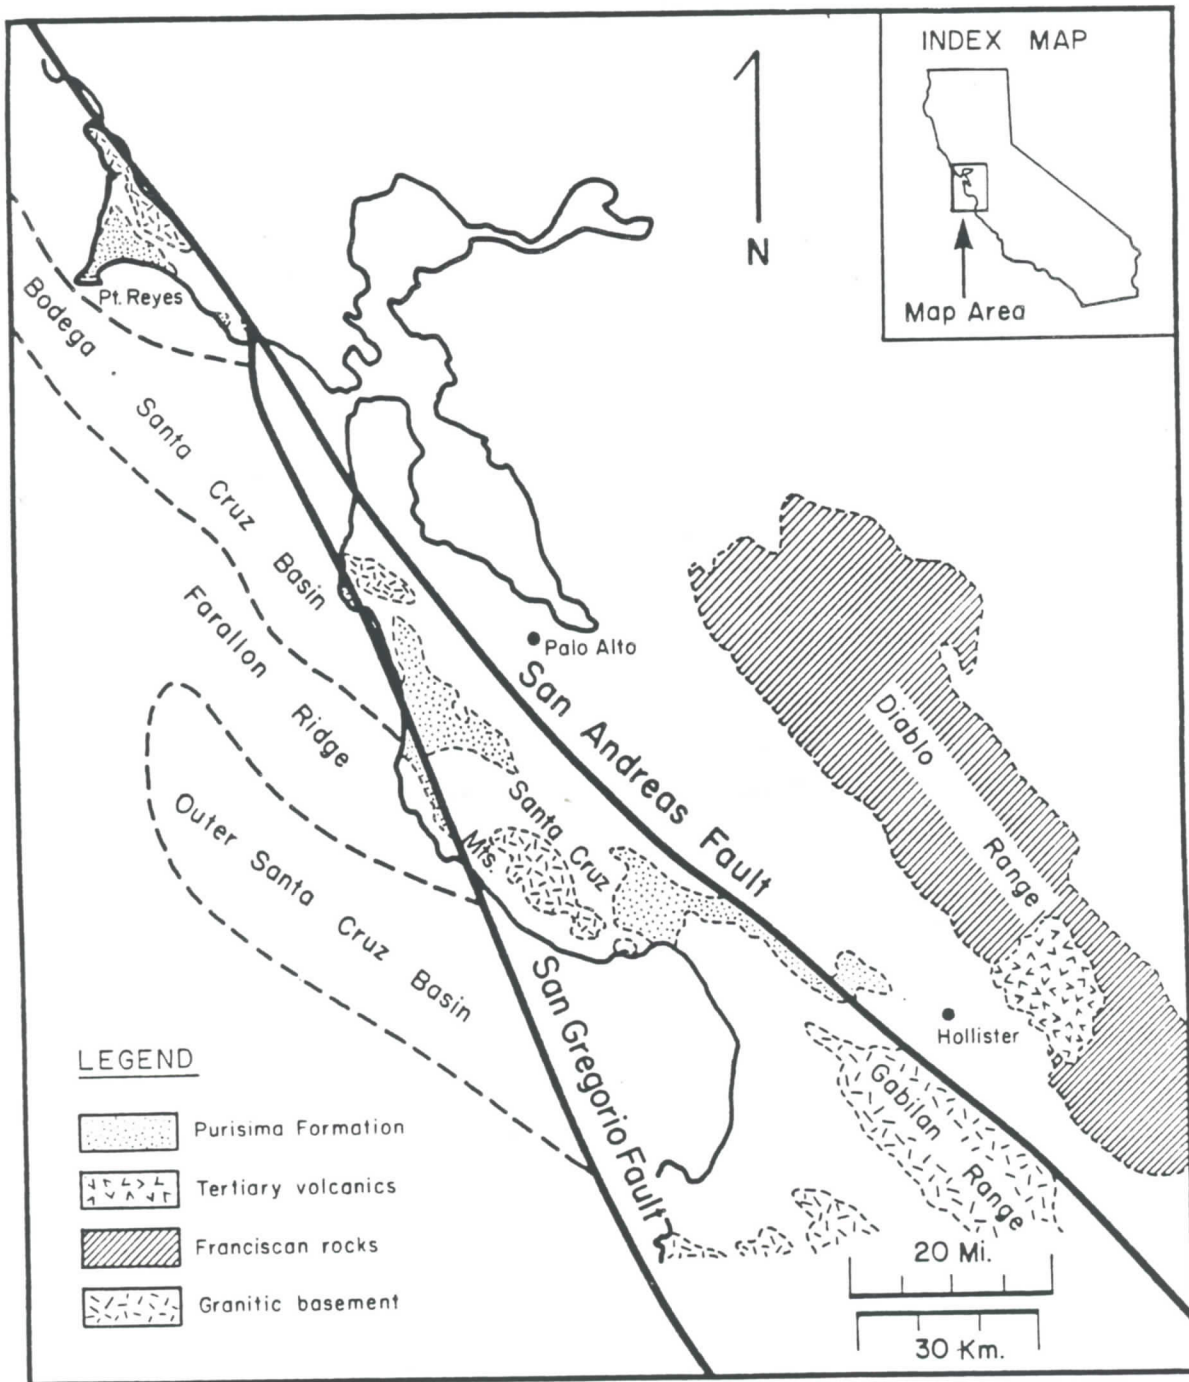 INDEX MAP
Map Area
N
Pt. Reyes
Bodega Santa Cruz Basin
Farallon Ridge
Outer Santa Cruz Basin
Palo Alto
San Andreas Fault
Diablo Range
Santa Cruz Mts.
San Gregorio Fault
Hollister
Gabilan Range
LEGEND
Purisima Formation
Tertiary volcanics
Franciscan rocks
Granitic basement
20 Mi.
30 Km.